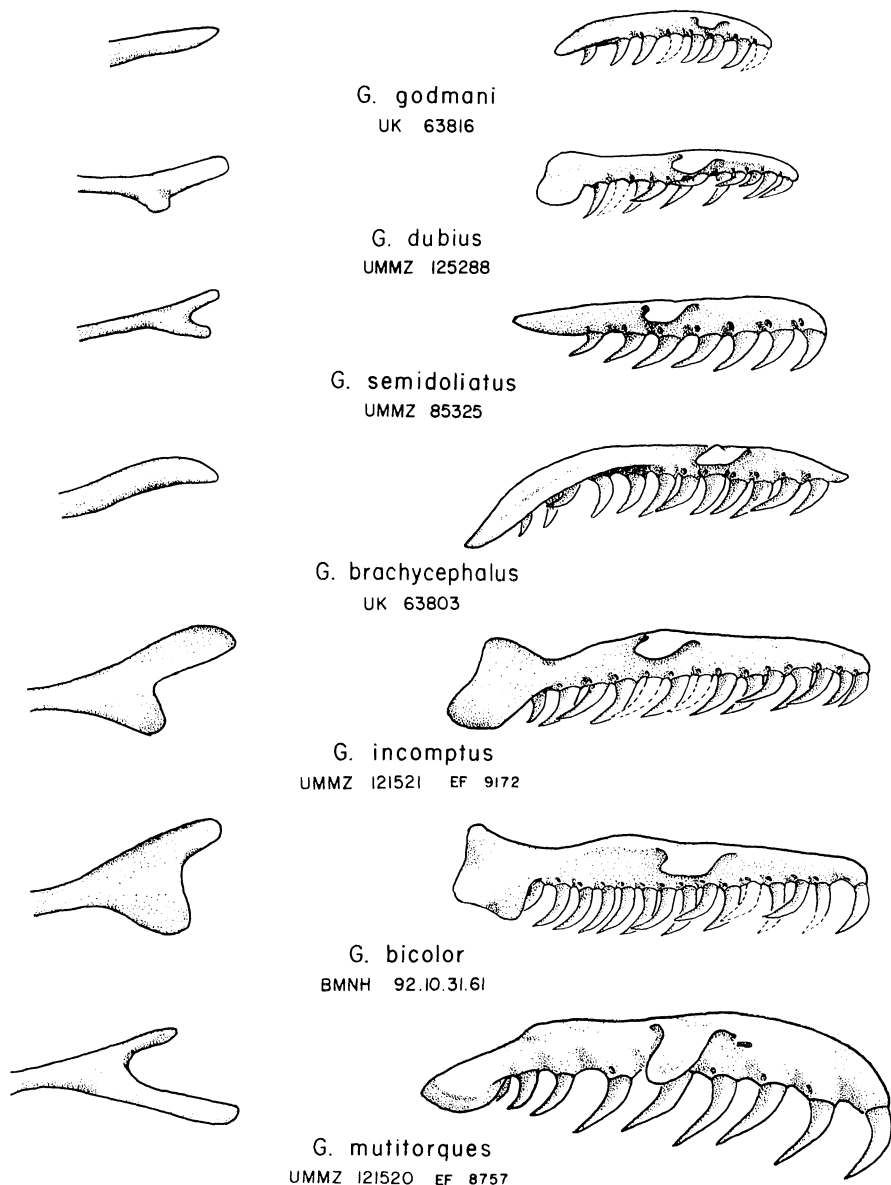 G. godmani
UK 63816
G. dubius
UMMZ 125288
G. semidoliatus
UMMZ 85325
G. brachycephalus
UK 63803
G. incomptus
UMMZ 121521 EF 9172
G. bicolor
BMNH 92.10.31.61
G. mutitorques
UMMZ 121520 EF 8757